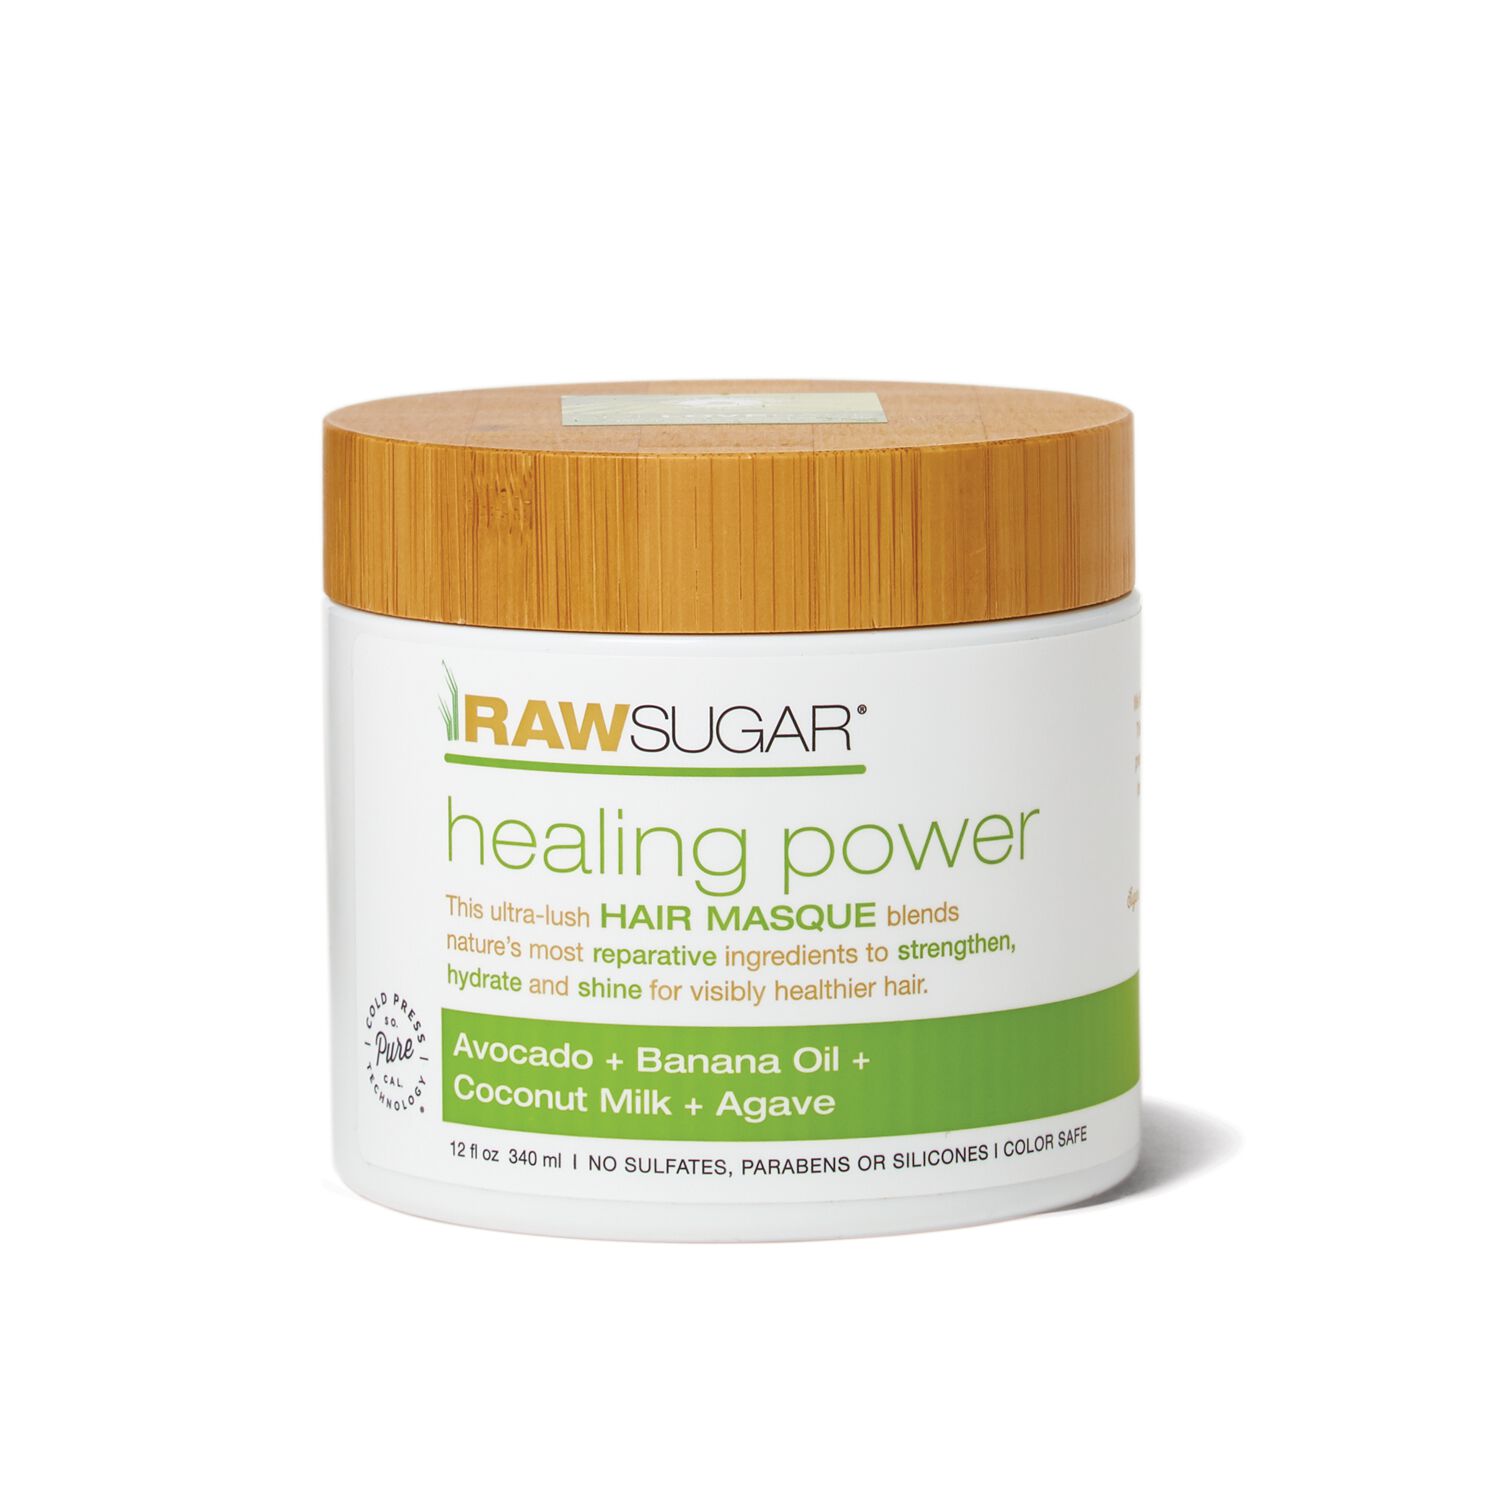 RAWSUGAR®
healing power
This ultra-lush HAIR MASQUE blends
nature's most reparative ingredients to strengthen,
hydrate and shine for visibly healthier hair.
COLD PRESS
SO.
Pure
CAL.
TECHNOLOGY®
Avocado + Banana Oil +
Coconut Milk + Agave
12 fl oz 340 ml | NO SULFATES, PARABENS OR SILICONES | COLOR SAFE